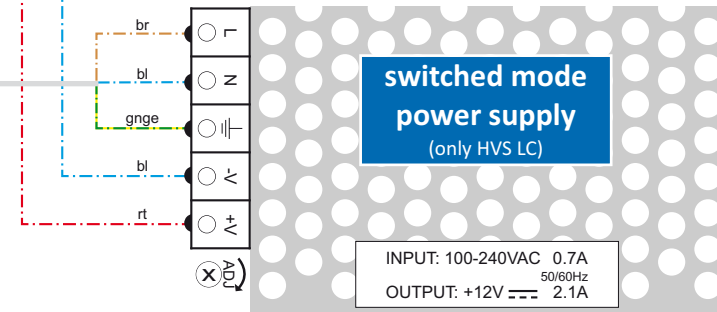 br
L
bl
N
gnge
bl
-V
rt
+V
X
ADJ
switched mode
power supply
(only HVS LC)
INPUT: 100-240VAC 0.7A
50/60Hz
OUTPUT: +12V 2.1A